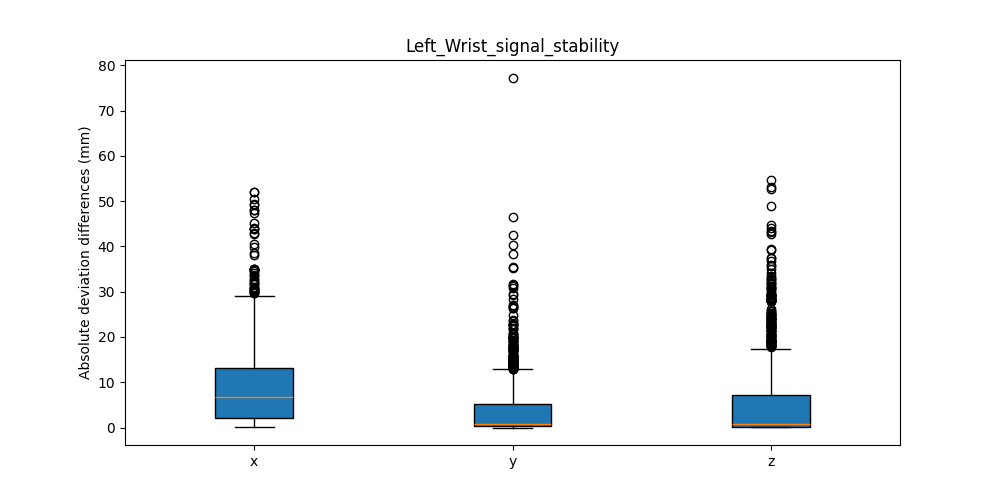 Left_Wrist_signal_stability
Absolute deviation differences (mm)
80
70
60
50
40
30
20
10
0
x
y
z